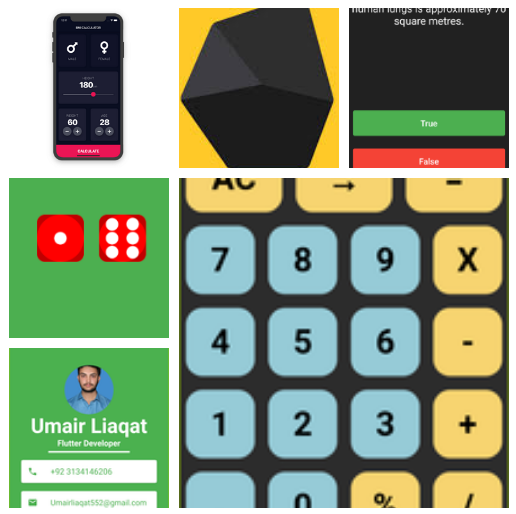 BMI CALCULATOR
MALE
FEMALE
HEIGHT
180cm
WEIGHT
60
AGE
28
CALCULATE
human lungs is approximately 70
square metres.
True
False
AC → =
7 8 9 X
4 5 6 -
1 2 3 +
. 0 % /
Umair Liaqat
Flutter Developer
+92 3134146206
Umairliaqat552@gmail.com